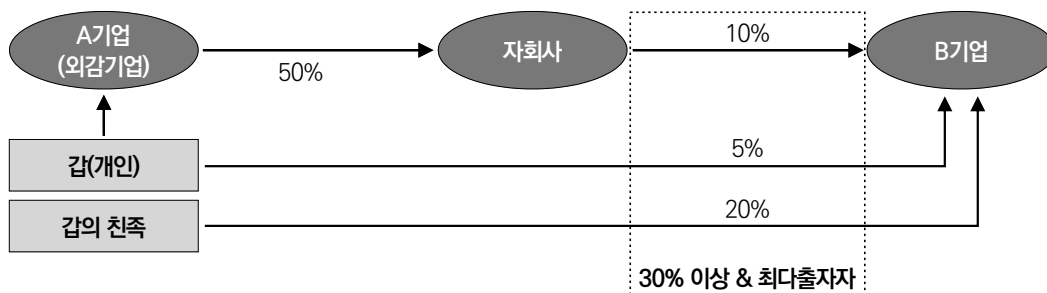 A기업
(외감기업)
50%
자회사
10%
B기업
갑(개인)
5%
갑의 친족
20%
30% 이상 & 최다출자자